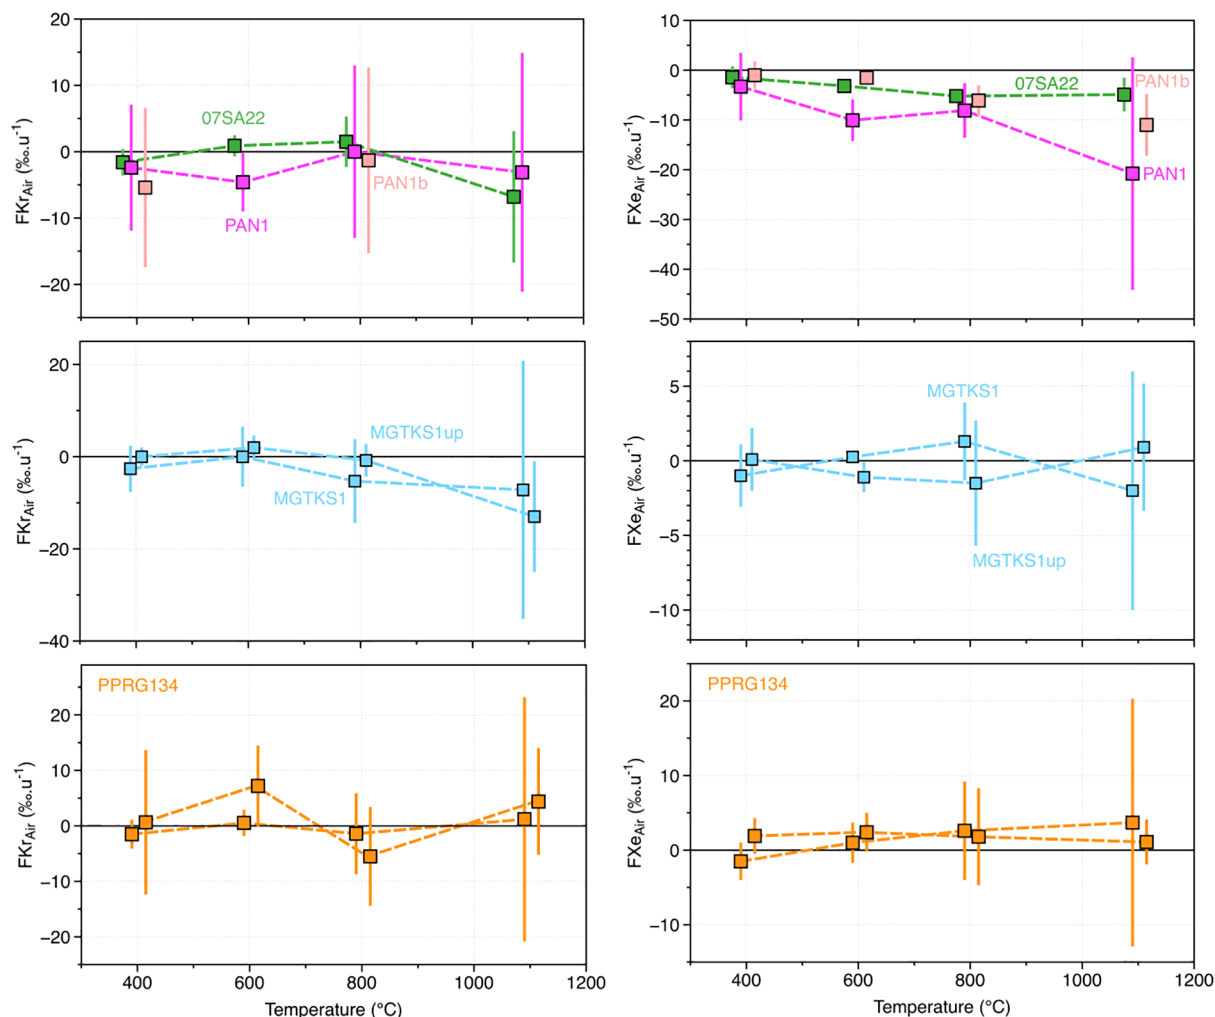 20
10
0
−10
−20
FKrAir (‰.u-1)
07SA22
PAN1
PAN1b
10
0
−10
−20
−30
−40
−50
FXeAir (‰.u-1)
07SA22
PAN1b
PAN1
20
0
−20
−40
FKrAir (‰.u-1)
MGTKS1up
MGTKS1
5
0
−5
−10
FXeAir (‰.u-1)
MGTKS1
MGTKS1up
PPRG134
20
10
0
−10
−20
FKrAir (‰.u-1)
400 600 800 1000 1200
Temperature (°C)
PPRG134
20
10
0
−10
FXeAir (‰.u-1)
400 600 800 1000 1200
Temperature (°C)